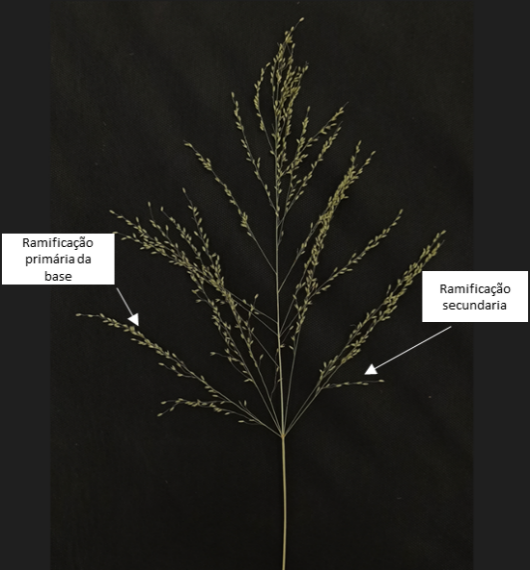 Ramificação
primária da
base
Ramificação
secundaria